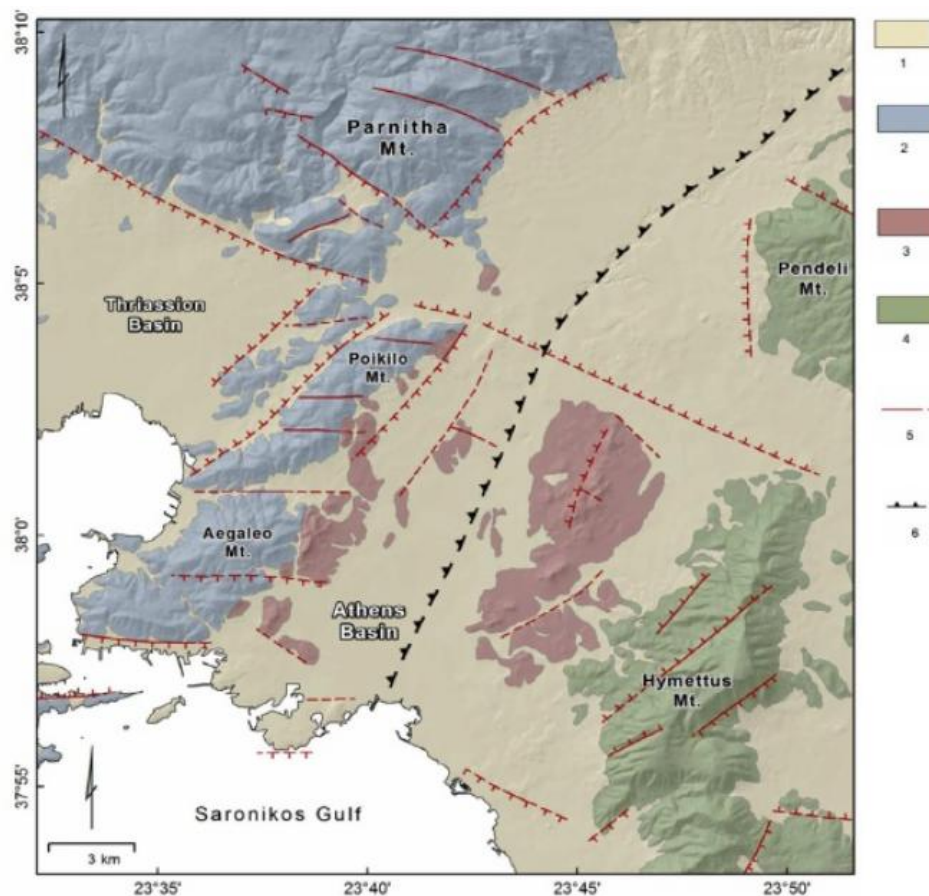 38°10'
1
2
Parnitha
Mt.
3
38°5'
Pendeli
Mt.
Thriassion
Basin
4
Poikilo
Mt.
5
38°0'
Aegaleo
Mt.
6
Athens
Basin
Hymettus
Mt.
37°55'
Saronikos Gulf
3 km
23°35'
23°40'
23°45'
23°50'